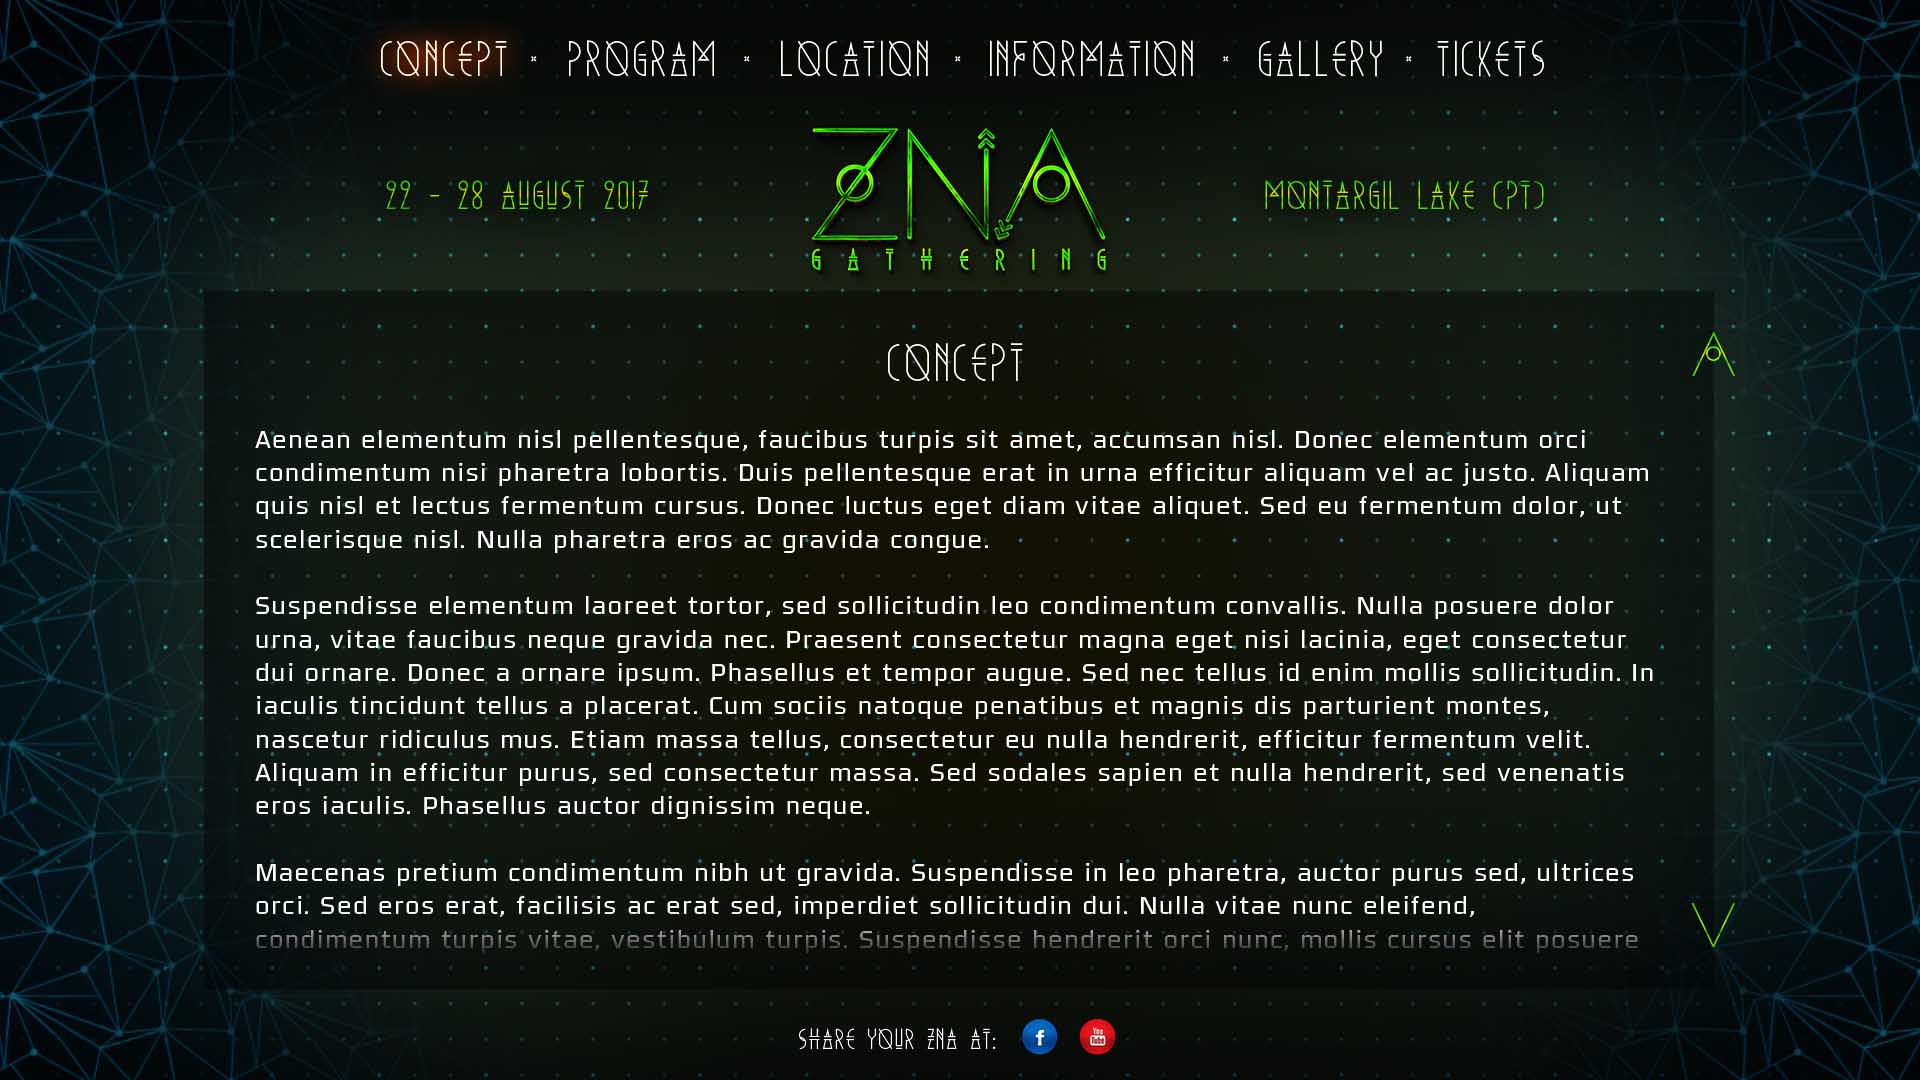 CONCEPT · PROGRAM · LOCATION · INFORMATION · GALLERY · TICKETS
ZNA
22 - 28 AUGUST 2017
MONTARGIL LAKE (PT)
GATHERING
CONCEPT
Aenean elementum nisl pellentesque, faucibus turpis sit amet, accumsan nisl. Donec elementum orci
condimentum nisi pharetra lobortis. Duis pellentesque erat in urna efficitur aliquam vel ac justo. Aliquam
quis nisl et lectus fermentum cursus. Donec luctus eget diam vitae aliquet. Sed eu fermentum dolor, ut
scelerisque nisl. Nulla pharetra eros ac gravida congue.
Suspendisse elementum laoreet tortor, sed sollicitudin leo condimentum convallis. Nulla posuere dolor
urna, vitae faucibus neque gravida nec. Praesent consectetur magna eget nisi lacinia, eget consectetur
dui ornare. Donec a ornare ipsum. Phasellus et tempor augue. Sed nec tellus id enim mollis sollicitudin. In
iaculis tincidunt tellus a placerat. Cum sociis natoque penatibus et magnis dis parturient montes,
nascetur ridiculus mus. Etiam massa tellus, consectetur eu nulla hendrerit, efficitur fermentum velit.
Aliquam in efficitur purus, sed consectetur massa. Sed sodales sapien et nulla hendrerit, sed venenatis
eros iaculis. Phasellus auctor dignissim neque.
Maecenas pretium condimentum nibh ut gravida. Suspendisse in leo pharetra, auctor purus sed, ultrices
orci. Sed eros erat, facilisis ac erat sed, imperdiet sollicitudin dui. Nulla vitae nunc eleifend,
condimentum turpis vitae, vestibulum turpis. Suspendisse hendrerit orci nunc, mollis cursus elit posuere
SHARE YOUR ZNA AT: f You Tube